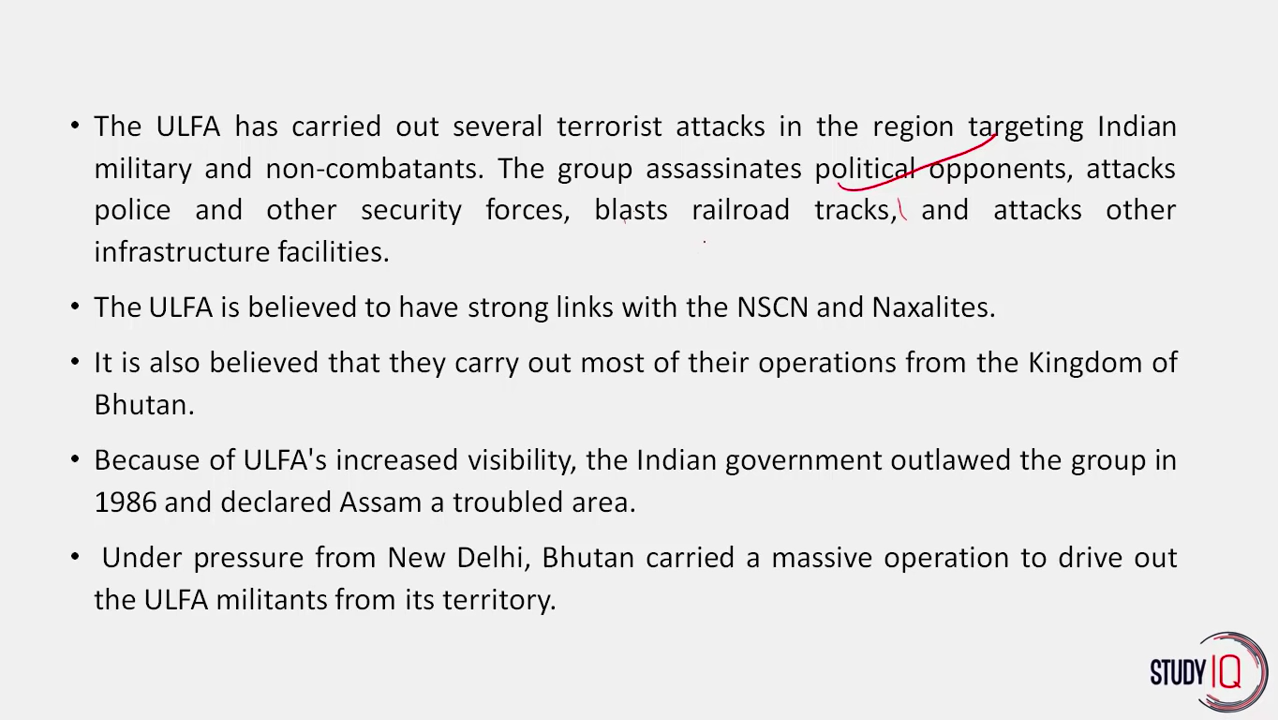 • The ULFA has carried out several terrorist attacks in the region targeting Indian
military and non-combatants. The group assassinates political opponents, attacks
police and other security forces, blasts railroad tracks, and attacks other
infrastructure facilities.
• The ULFA is believed to have strong links with the NSCN and Naxalites.
• It is also believed that they carry out most of their operations from the Kingdom of
Bhutan.
• Because of ULFA's increased visibility, the Indian government outlawed the group in
1986 and declared Assam a troubled area.
• Under pressure from New Delhi, Bhutan carried a massive operation to drive out
the ULFA militants from its territory.
STUDY IQ